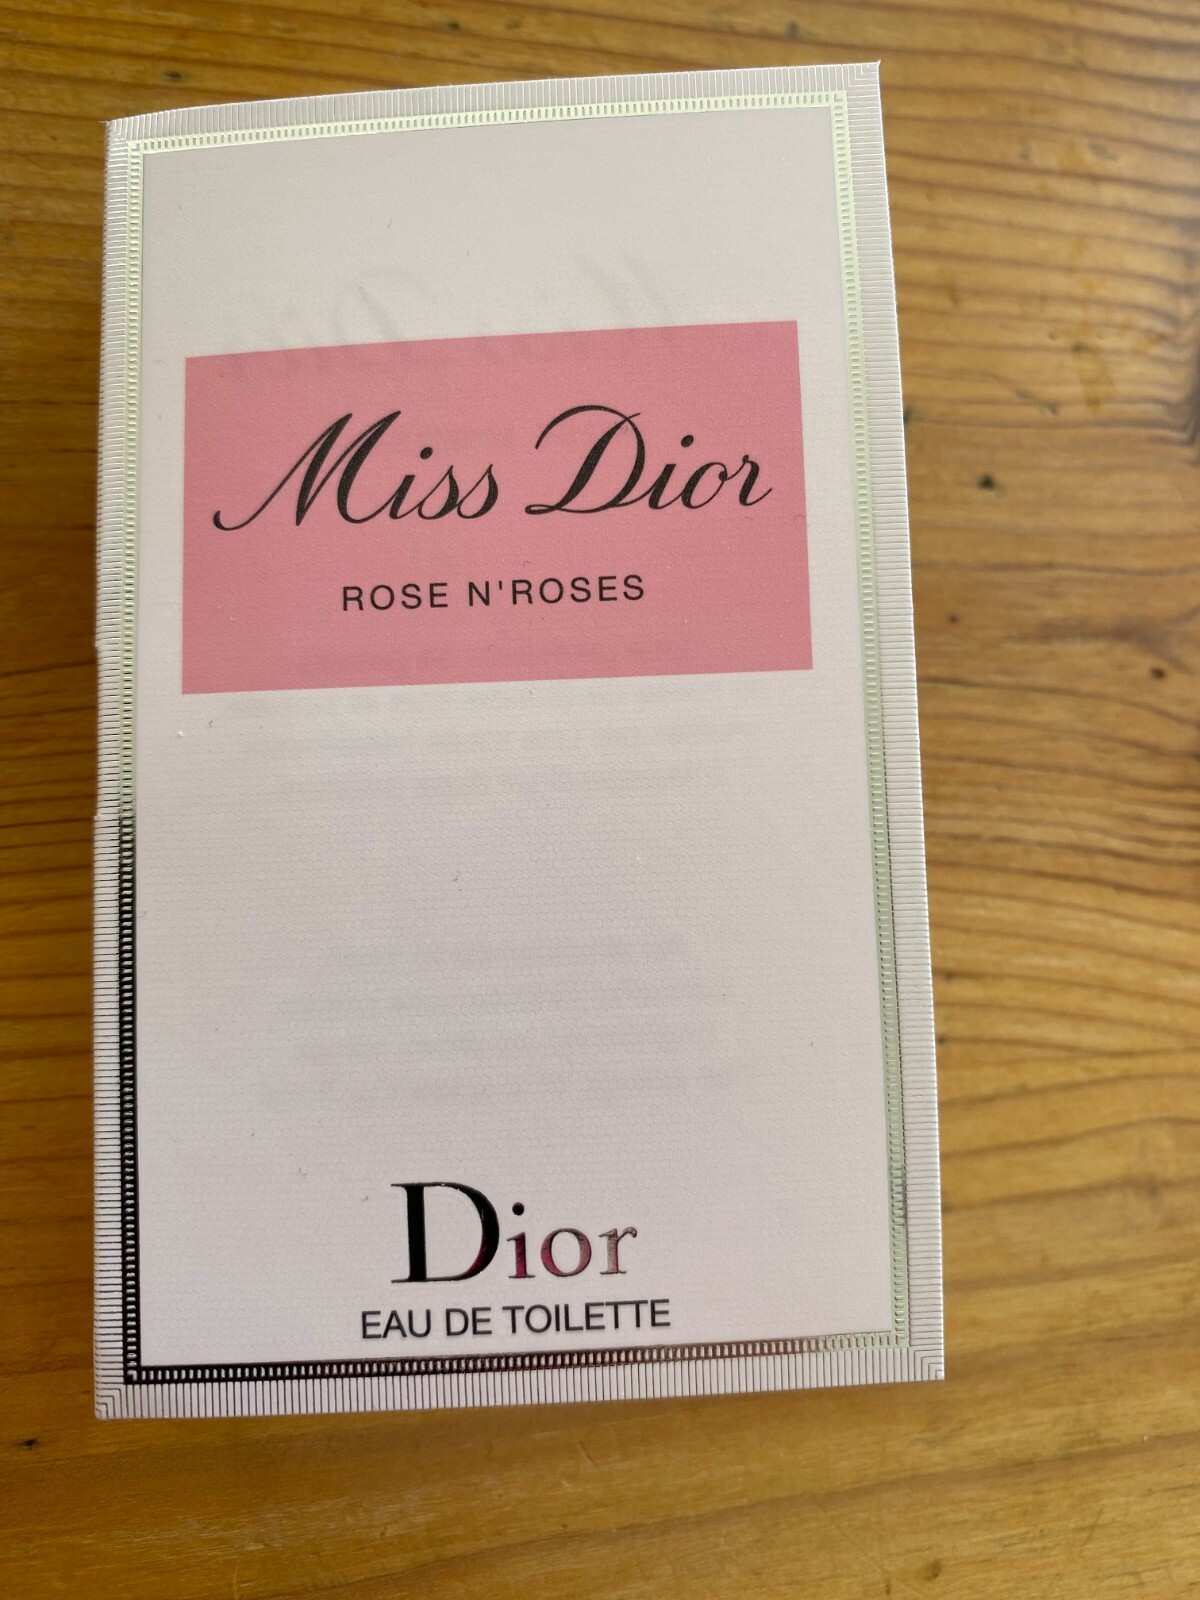 Miss Dior
ROSE N'ROSES
Dior
EAU DE TOILETTE